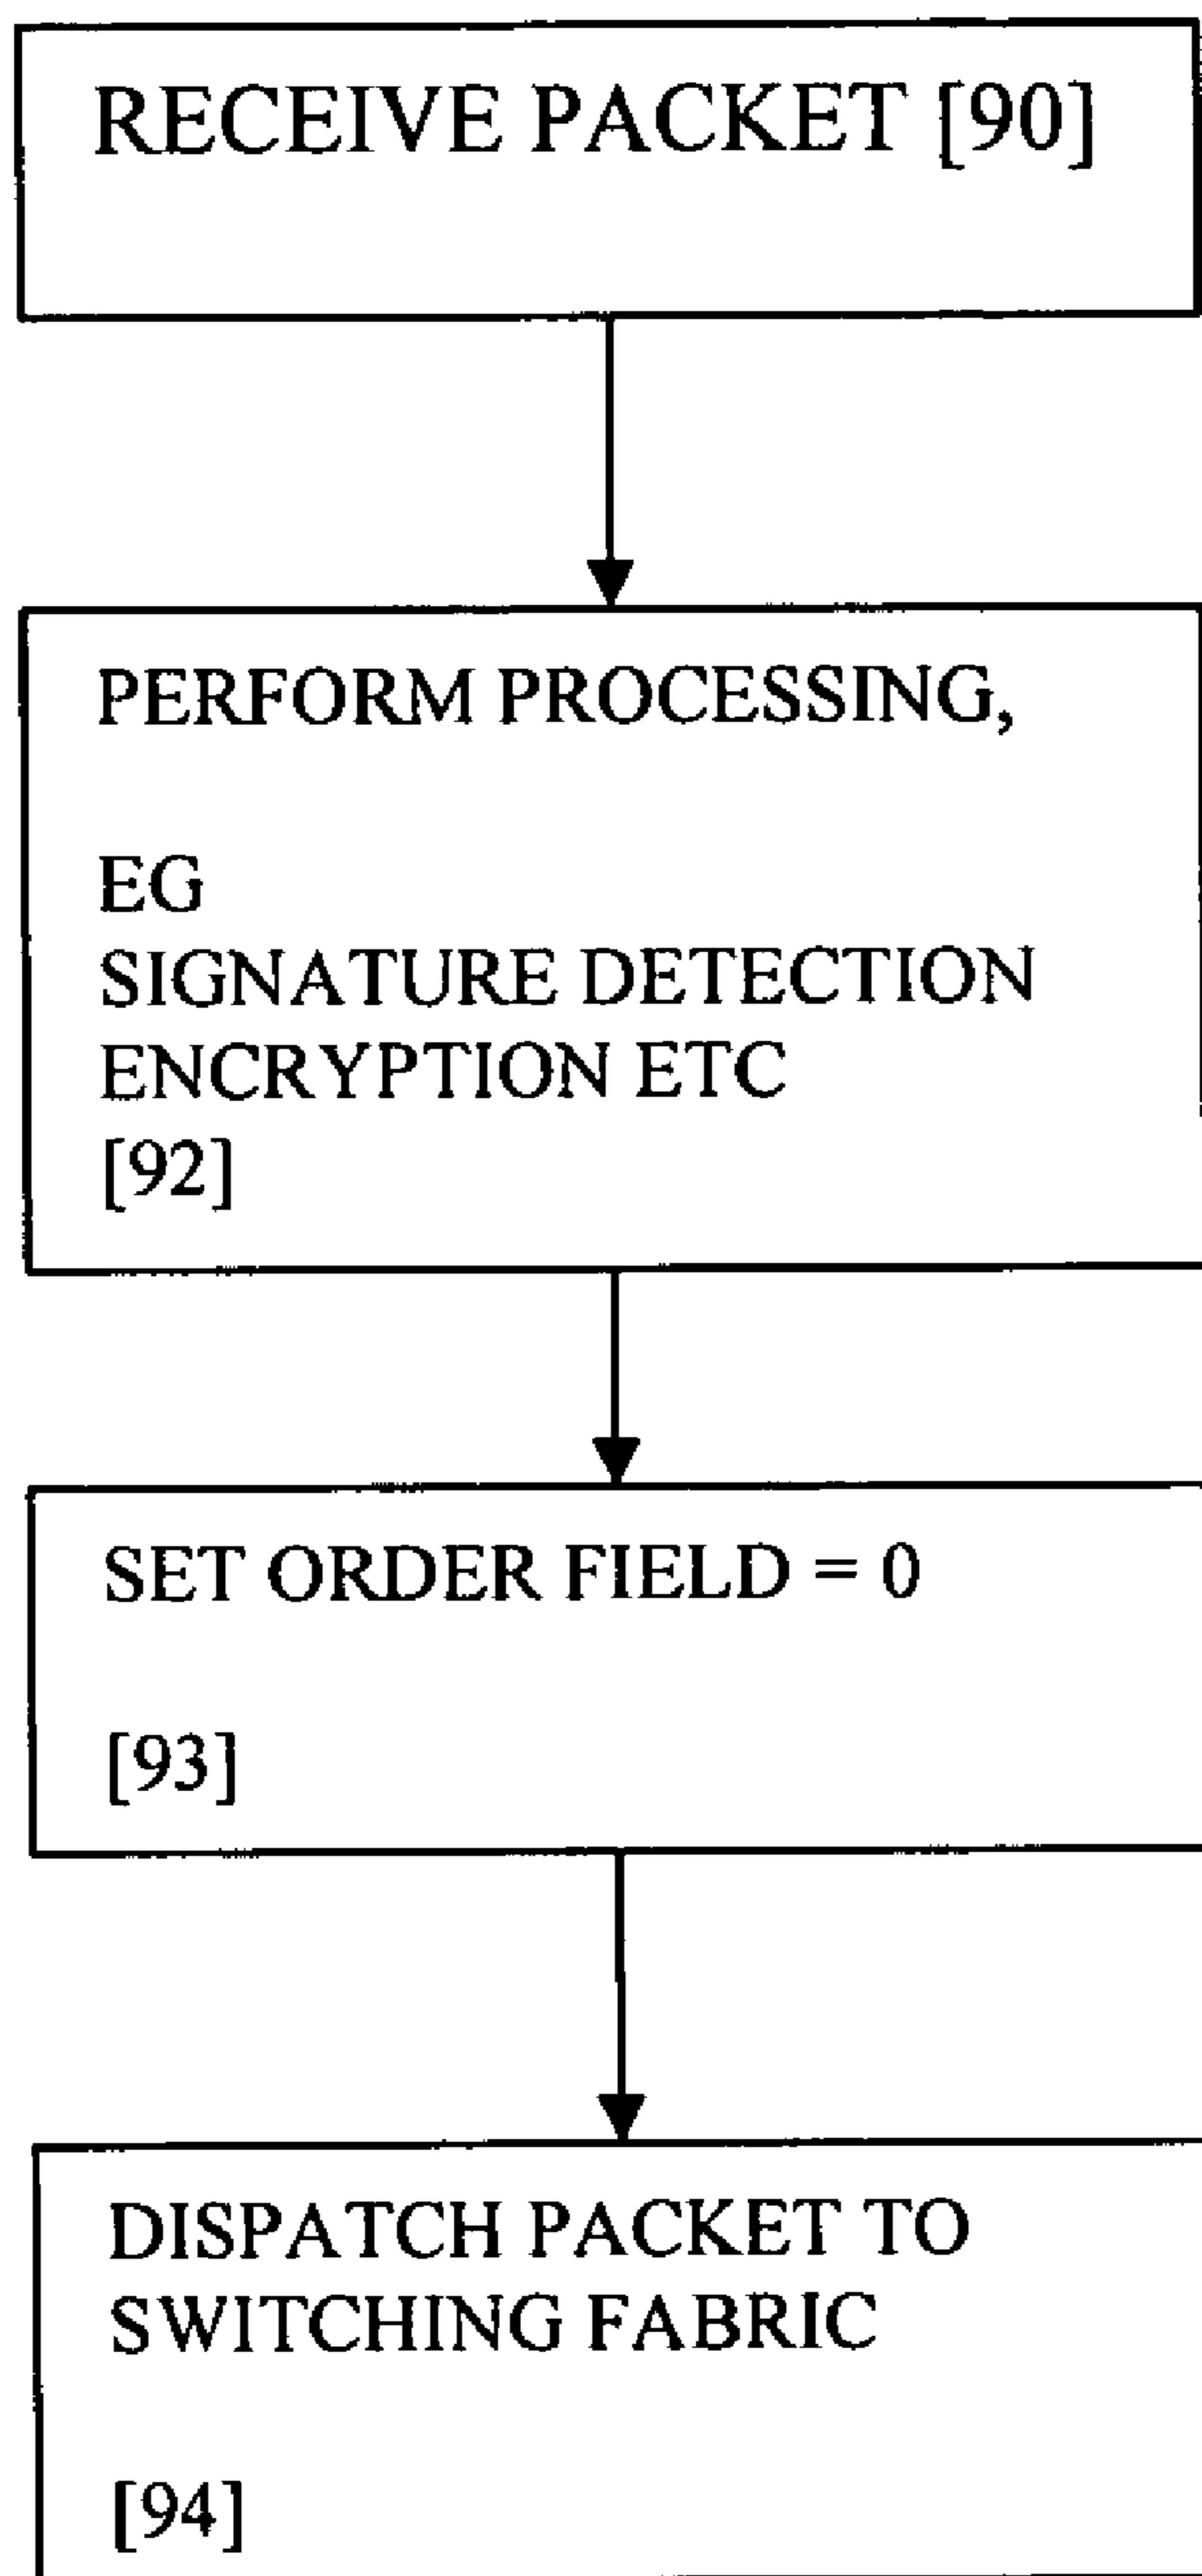 RECEIVE PACKET [90]
PERFORM PROCESSING,
EG
SIGNATURE DETECTION
ENCRYPTION ETC
[92]
SET ORDER FIELD = 0
[93]
DISPATCH PACKET TO
SWITCHING FABRIC
[94]